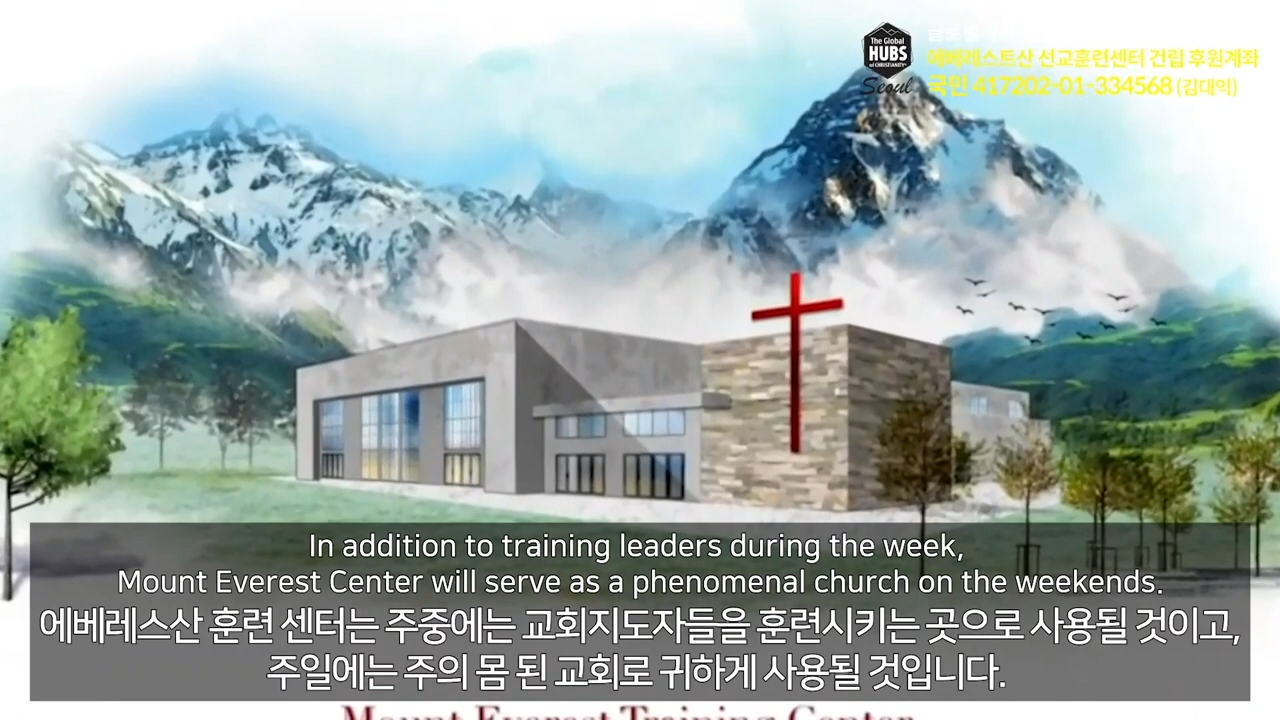 The Global
HUBS
of CHRISTIANITY
Seoul
에베레스트산 선교훈련센터 건립 후원계좌
국민 417202-01-334568 (김대익)
In addition to training leaders during the week,
Mount Everest Center will serve as a phenomenal church on the weekends.
에베레스산 훈련 센터는 주중에는 교회지도자들을 훈련시키는 곳으로 사용될 것이고,
주일에는 주의 몸 된 교회로 귀하게 사용될 것입니다.
Mount Everest Training Center